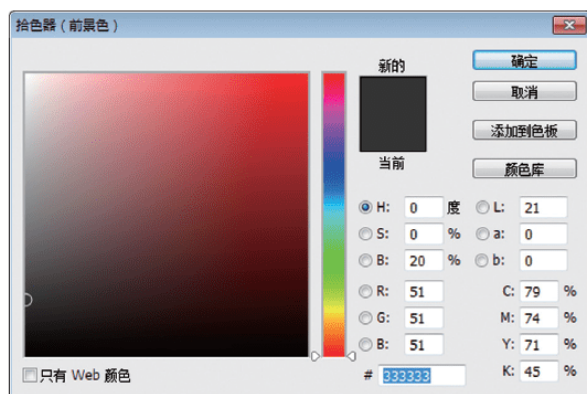 拾色器（前景色）
新的
当前
确定
取消
添加到色板
颜色库
H: 0 度
S: 0 %
B: 20 %
R: 51
G: 51
B: 51
# 333333
L: 21
a: 0
b: 0
C: 79 %
M: 74 %
Y: 71 %
K: 45 %
只有 Web 颜色